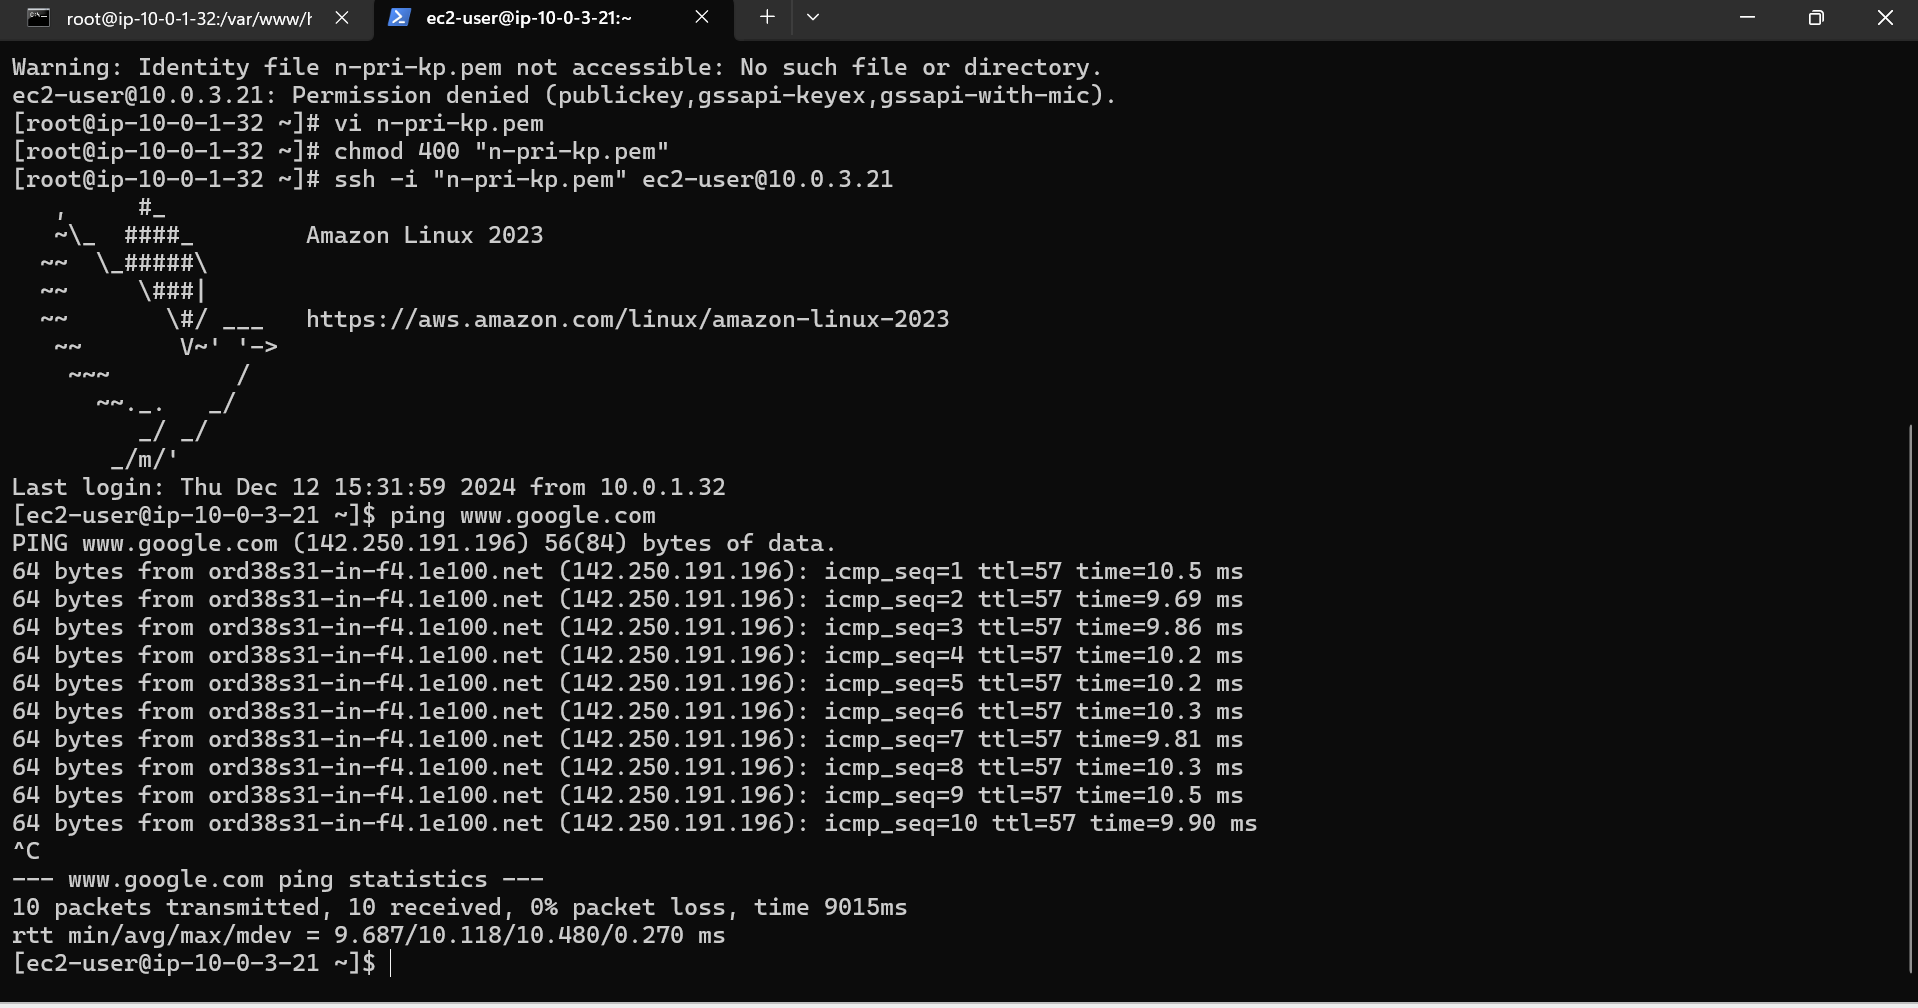 root@ip-10-0-1-32:/var/www/h
ec2-user@ip-10-0-3-21:~
Warning: Identity file n-pri-kp.pem not accessible: No such file or directory.
ec2-user@10.0.3.21: Permission denied (publickey,gssapi-keyex,gssapi-with-mic).
[root@ip-10-0-1-32 ~]# vi n-pri-kp.pem
[root@ip-10-0-1-32 ~]# chmod 400 "n-pri-kp.pem"
[root@ip-10-0-1-32 ~]# ssh -i "n-pri-kp.pem" ec2-user@10.0.3.21
   ,     #_
   ~\_  ####_        Amazon Linux 2023
  ~~  \_#####\
  ~~     \###|
  ~~       \#/ ___   https://aws.amazon.com/linux/amazon-linux-2023
   ~~       V~' '->
    ~~~         /
      ~~._.   _/
         _/ _/
       _/m/'
Last login: Thu Dec 12 15:31:59 2024 from 10.0.1.32
[ec2-user@ip-10-0-3-21 ~]$ ping www.google.com
PING www.google.com (142.250.191.196) 56(84) bytes of data.
64 bytes from ord38s31-in-f4.1e100.net (142.250.191.196): icmp_seq=1 ttl=57 time=10.5 ms
64 bytes from ord38s31-in-f4.1e100.net (142.250.191.196): icmp_seq=2 ttl=57 time=9.69 ms
64 bytes from ord38s31-in-f4.1e100.net (142.250.191.196): icmp_seq=3 ttl=57 time=9.86 ms
64 bytes from ord38s31-in-f4.1e100.net (142.250.191.196): icmp_seq=4 ttl=57 time=10.2 ms
64 bytes from ord38s31-in-f4.1e100.net (142.250.191.196): icmp_seq=5 ttl=57 time=10.2 ms
64 bytes from ord38s31-in-f4.1e100.net (142.250.191.196): icmp_seq=6 ttl=57 time=10.3 ms
64 bytes from ord38s31-in-f4.1e100.net (142.250.191.196): icmp_seq=7 ttl=57 time=9.81 ms
64 bytes from ord38s31-in-f4.1e100.net (142.250.191.196): icmp_seq=8 ttl=57 time=10.3 ms
64 bytes from ord38s31-in-f4.1e100.net (142.250.191.196): icmp_seq=9 ttl=57 time=10.5 ms
64 bytes from ord38s31-in-f4.1e100.net (142.250.191.196): icmp_seq=10 ttl=57 time=9.90 ms
^C
--- www.google.com ping statistics ---
10 packets transmitted, 10 received, 0% packet loss, time 9015ms
rtt min/avg/max/mdev = 9.687/10.118/10.480/0.270 ms
[ec2-user@ip-10-0-3-21 ~]$